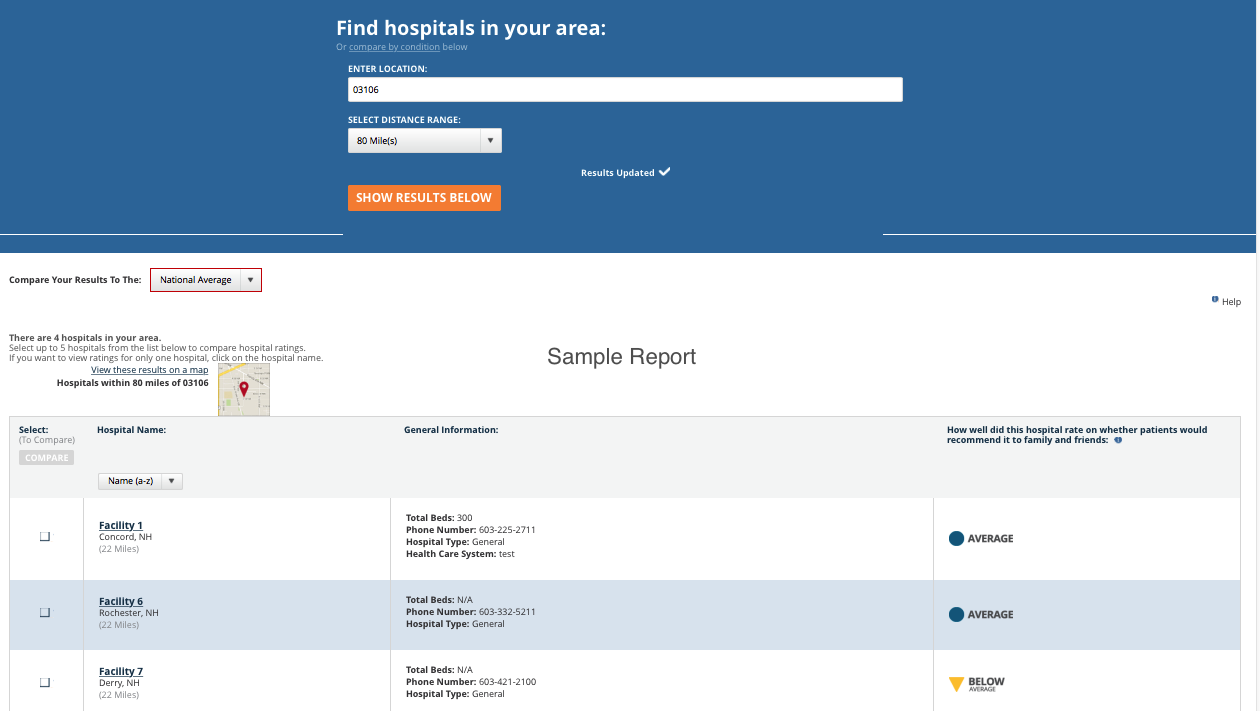 Find hospitals in your area:
Or compare by condition below
ENTER LOCATION:
03106
SELECT DISTANCE RANGE:
80 Mile(s)
Results Updated
SHOW RESULTS BELOW
Compare Your Results To The: National Average
Help
There are 4 hospitals in your area.
Select up to 5 hospitals from the list below to compare hospital ratings.
If you want to view ratings for only one hospital, click on the hospital name.
View these results on a map
Hospitals within 80 miles of 03106
Sample Report
Select:
(To Compare)
COMPARE
Hospital Name:
Name (a-z)
General Information:
How well did this hospital rate on whether patients would
recommend it to family and friends:
Facility 1
Concord, NH
(22 Miles)
Total Beds: 300
Phone Number: 603-225-2711
Hospital Type: General
Health Care System: test
AVERAGE
Facility 6
Rochester, NH
(22 Miles)
Total Beds: N/A
Phone Number: 603-332-5211
Hospital Type: General
AVERAGE
Facility 7
Derry, NH
(22 Miles)
Total Beds: N/A
Phone Number: 603-421-2100
Hospital Type: General
BELOW
AVERAGE